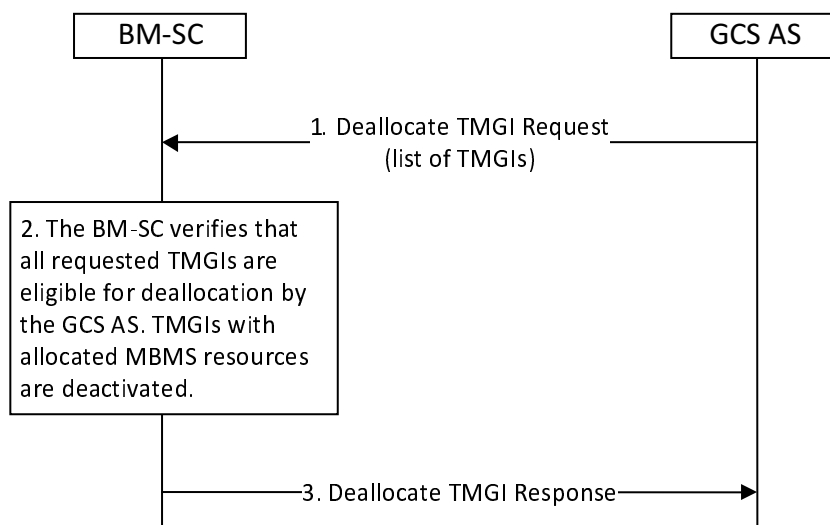 BM-SC
GCS AS
1. Deallocate TMGI Request
(list of TMGIs)
2. The BM-SC verifies that
all requested TMGIs are
eligible for deallocation by
the GCS AS. TMGIs with
allocated MBMS resources
are deactivated.
3. Deallocate TMGI Response